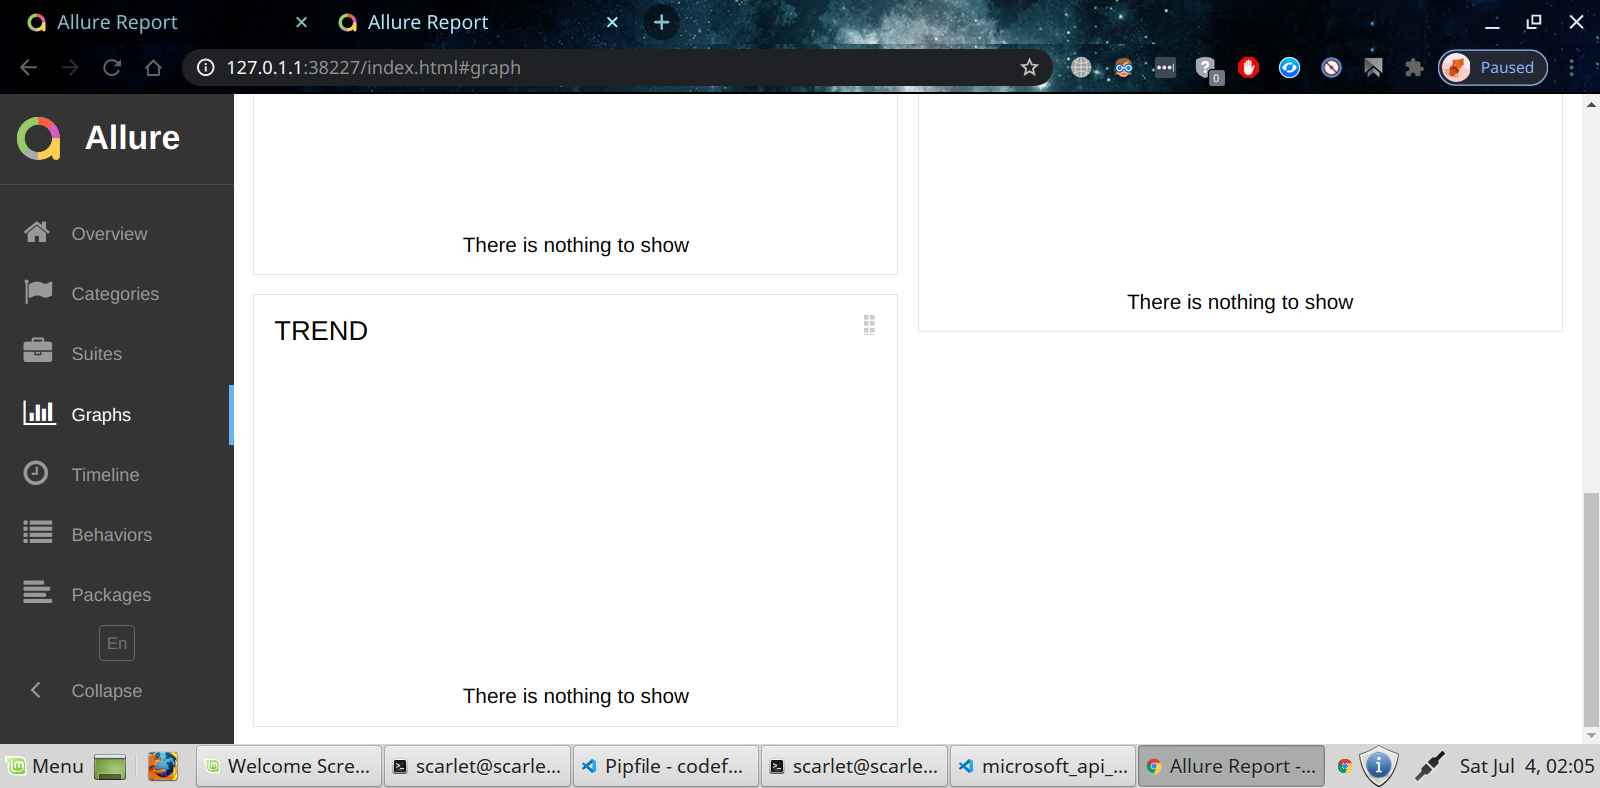 Allure Report
Allure Report
127.0.1.1:38227/index.html#graph
0
Paused
Allure
Overview
Categories
Suites
Graphs
Timeline
Behaviors
Packages
En
Collapse
There is nothing to show
There is nothing to show
TREND
There is nothing to show
Menu
Welcome Scre...
scarlet@scarle...
Pipfile - codef...
scarlet@scarle...
microsoft_api_...
Allure Report -...
Sat Jul 4, 02:05